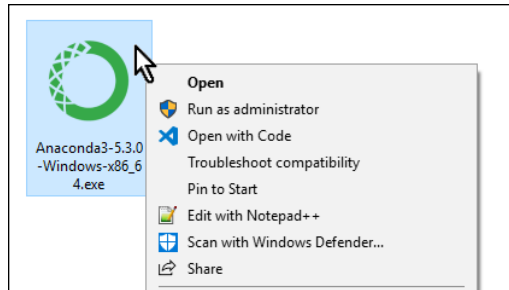 Anaconda3-5.3.0
-Windows-x86_6
4.exe
Open
Run as administrator
Open with Code
Troubleshoot compatibility
Pin to Start
Edit with Notepad++
Scan with Windows Defender...
Share